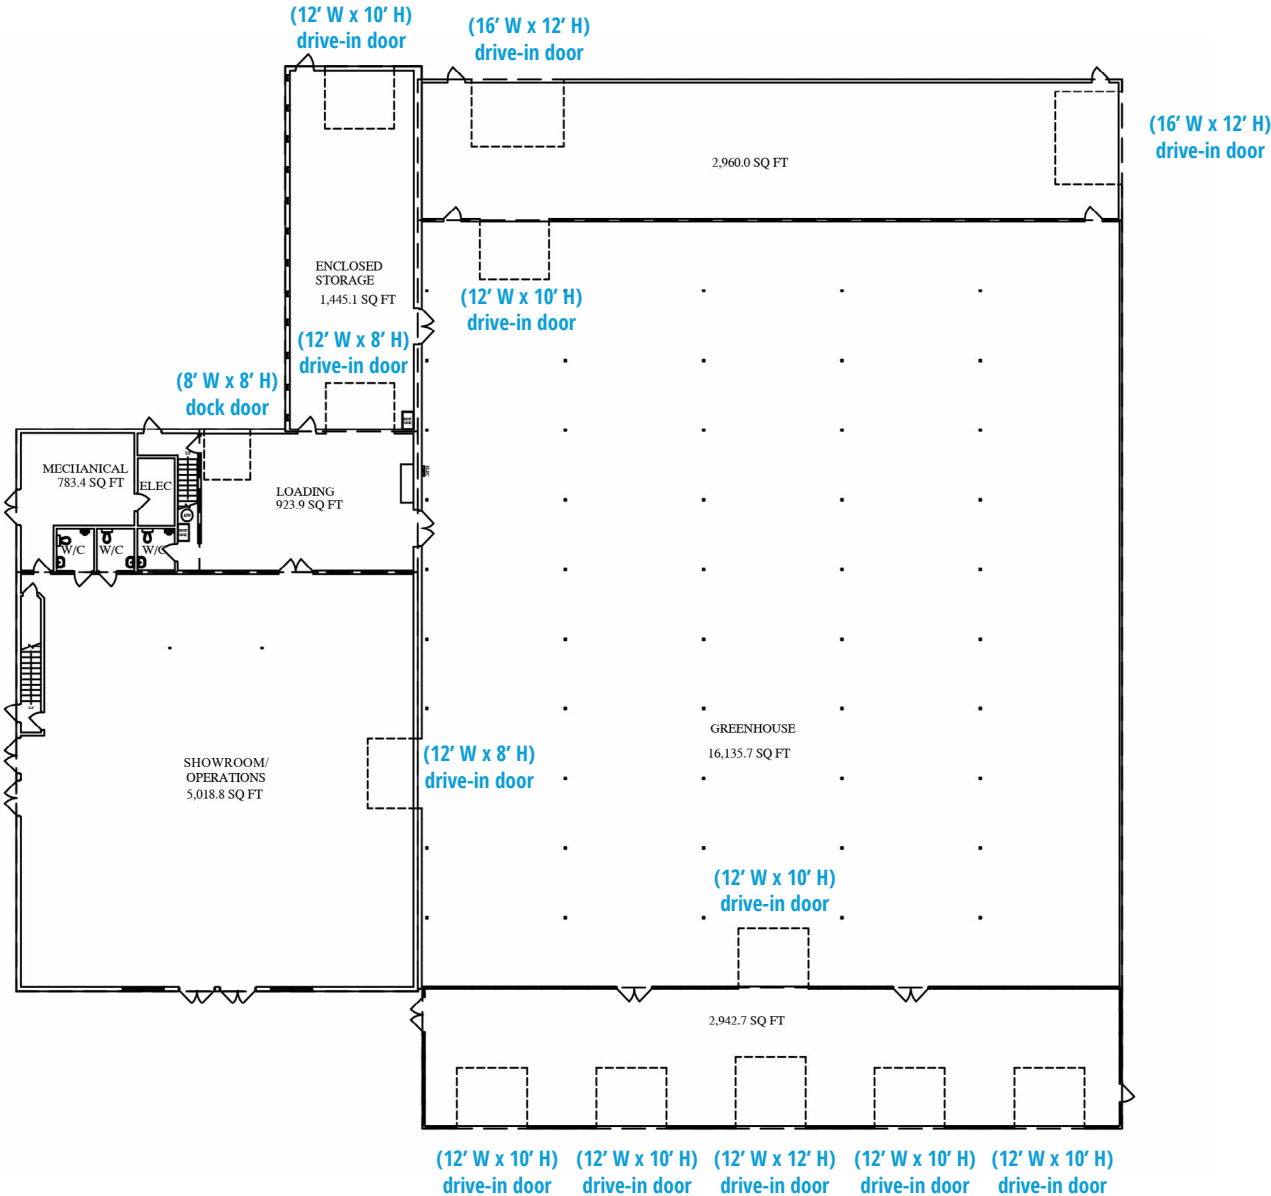 (12’ W x 10’ H)
drive-in door
(16’ W x 12’ H)
drive-in door
(16’ W x 12’ H)
drive-in door
2,960.0 SQ FT
ENCLOSED
STORAGE
1,445.1 SQ FT
(12’ W x 10’ H)
drive-in door
(12’ W x 8’ H)
drive-in door
(8’ W x 8’ H)
dock door
MECHANICAL
783.4 SQ FT
ELEC
LOADING
923.9 SQ FT
W/C
W/C
W/C
GREENHOUSE
16,135.7 SQ FT
(12’ W x 8’ H)
drive-in door
SHOWROOM/
OPERATIONS
5,018.8 SQ FT
(12’ W x 10’ H)
drive-in door
2,942.7 SQ FT
(12’ W x 10’ H)
drive-in door
(12’ W x 10’ H)
drive-in door
(12’ W x 12’ H)
drive-in door
(12’ W x 10’ H)
drive-in door
(12’ W x 10’ H)
drive-in door